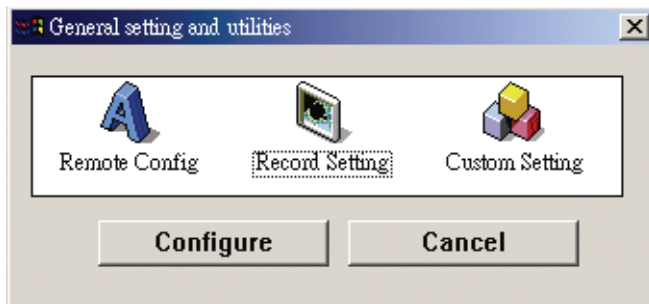 General setting and utilities
Remote Config Record Setting Custom Setting
Configure Cancel